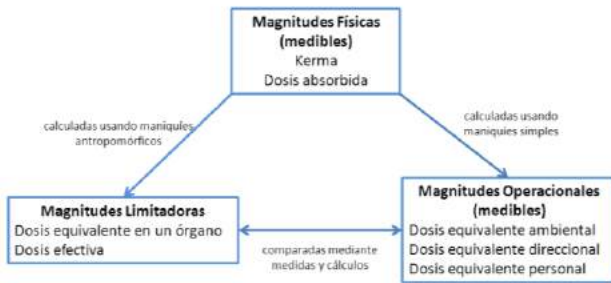 Magnitudes Físicas
(medibles)
Kerma
Dosis absorbida
calculadas usando maniquíes
antropomórficos
calculadas usando
maniquíes simples
Magnitudes Limitadoras
Dosis equivalente en un órgano
Dosis efectiva
comparadas mediante
medidas y cálculos
Magnitudes Operacionales
(medibles)
Dosis equivalente ambiental
Dosis equivalente direccional
Dosis equivalente personal